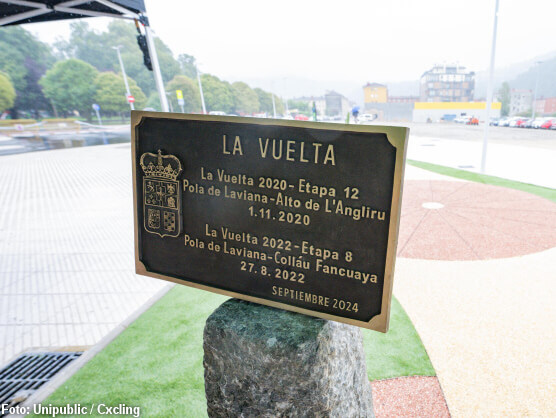 LA VUELTA
La Vuelta 2020-Etapa 12
Pola de Laviana-Alto de L'Angliru
1.11.2020
La Vuelta 2022-Etapa 8
Pola de Laviana-Colláu Fancuaya
27.8.2022
SEPTIEMBRE 2024
Foto: Unipublic / Cxcling